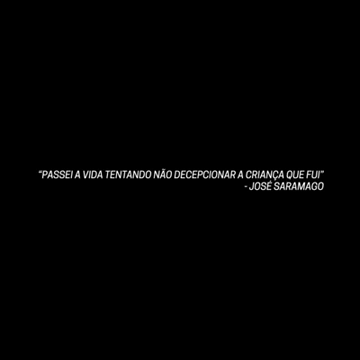 “PASSEI A VIDA TENTANDO NÃO DECEPCIONAR A CRIANÇA QUE FUI”
- JOSÉ SARAMAGO